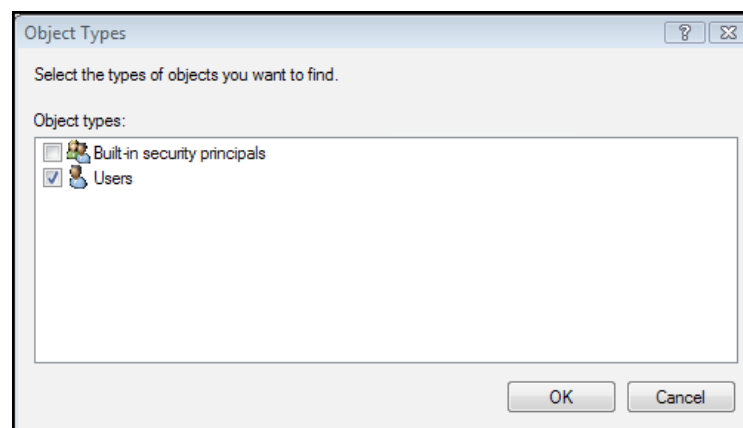 Object Types
Select the types of objects you want to find.
Object types:
Built-in security principals
Users
OK Cancel